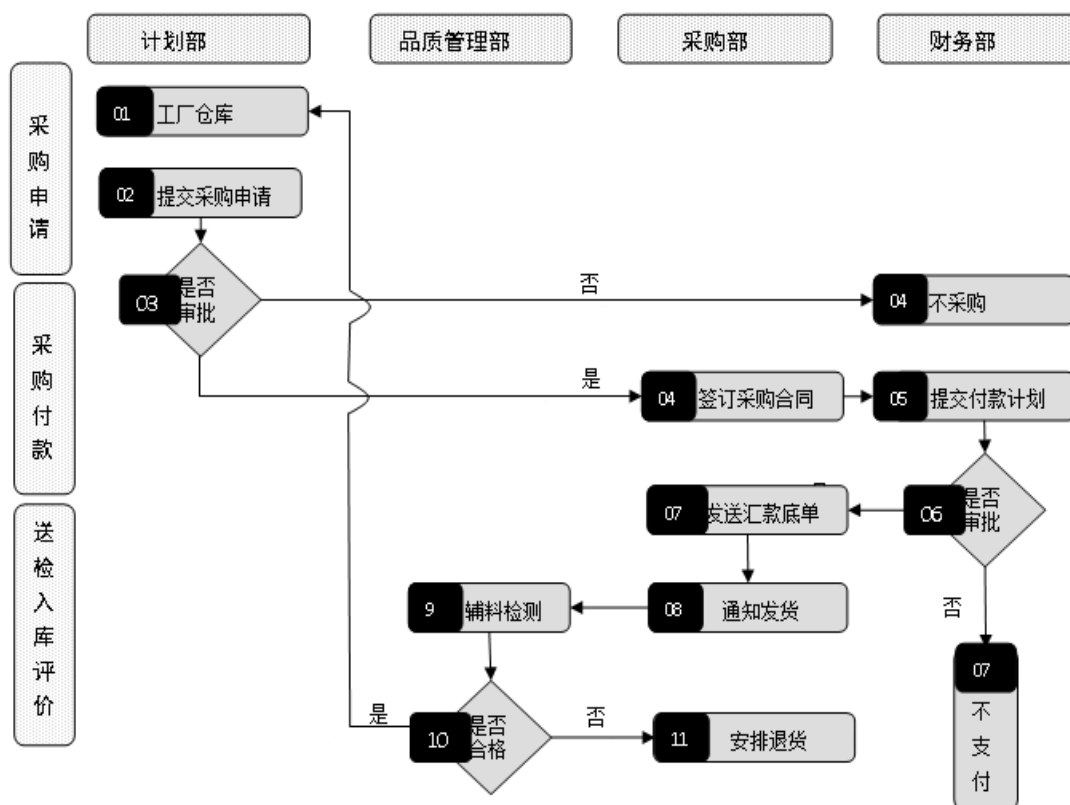 计划部
品质管理部
采购部
财务部
采购申请
01 工厂仓库
02 提交采购申请
03 是否
审批
否
04 不采购
采购付款
是
04 签订采购合同
05 提交付款计划
送检入库评价
07 发送汇款底单
06 是否
审批
9 辅料检测
08 通知发货
否
07
不支付
是
10 是否
合格
否
11 安排退货